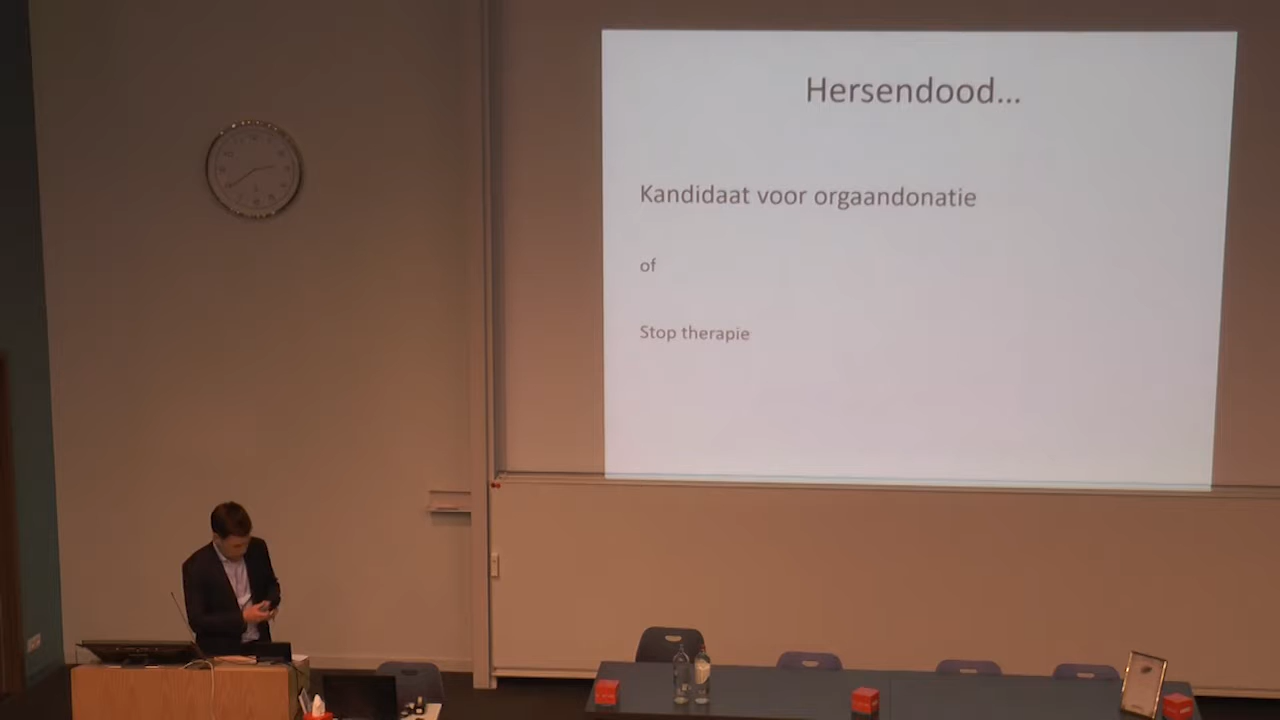 Hersendood...
Kandidaat voor orgaandonatie
of
Stop therapie